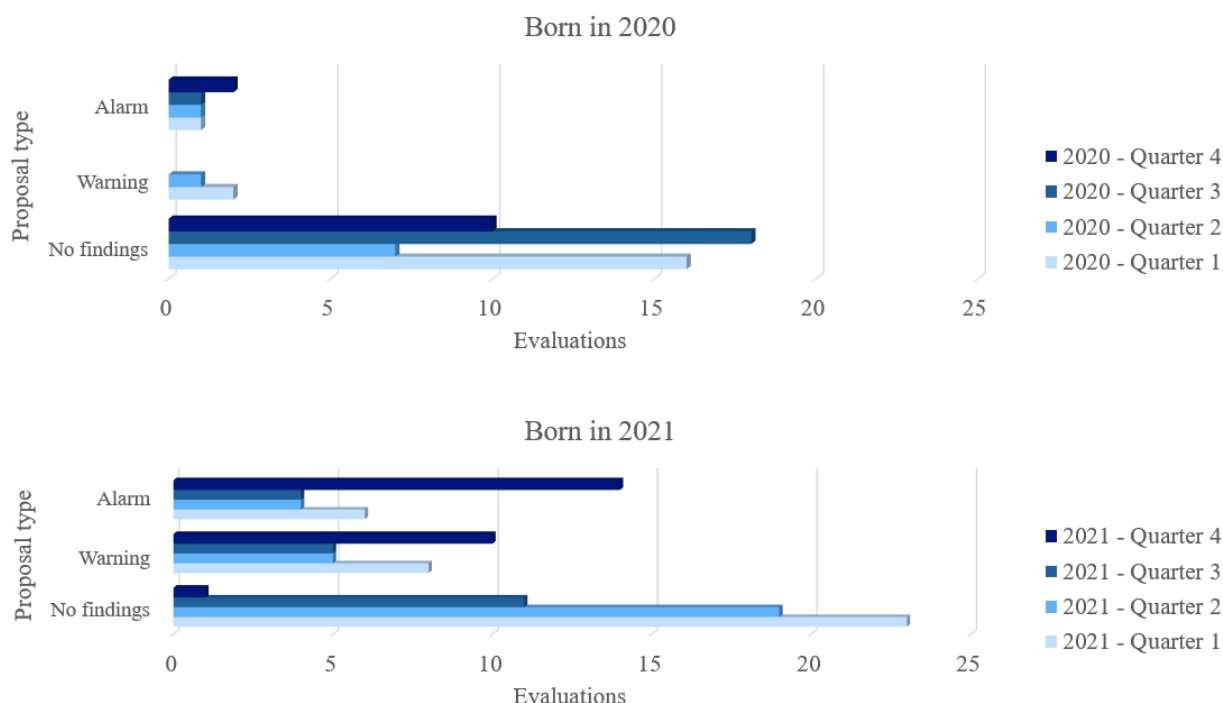 Born in 2020
Proposal type
Alarm
Warning
No findings
0 5 10 15 20 25
Evaluations
2020 - Quarter 4
2020 - Quarter 3
2020 - Quarter 2
2020 - Quarter 1
Born in 2021
Proposal type
Alarm
Warning
No findings
0 5 10 15 20 25
Evaluations
2021 - Quarter 4
2021 - Quarter 3
2021 - Quarter 2
2021 - Quarter 1